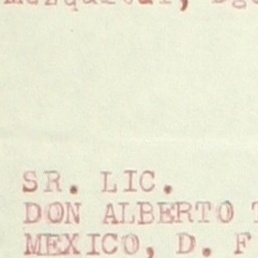 SR. LIC.
DON ALBERTO
MEXICO, D. F